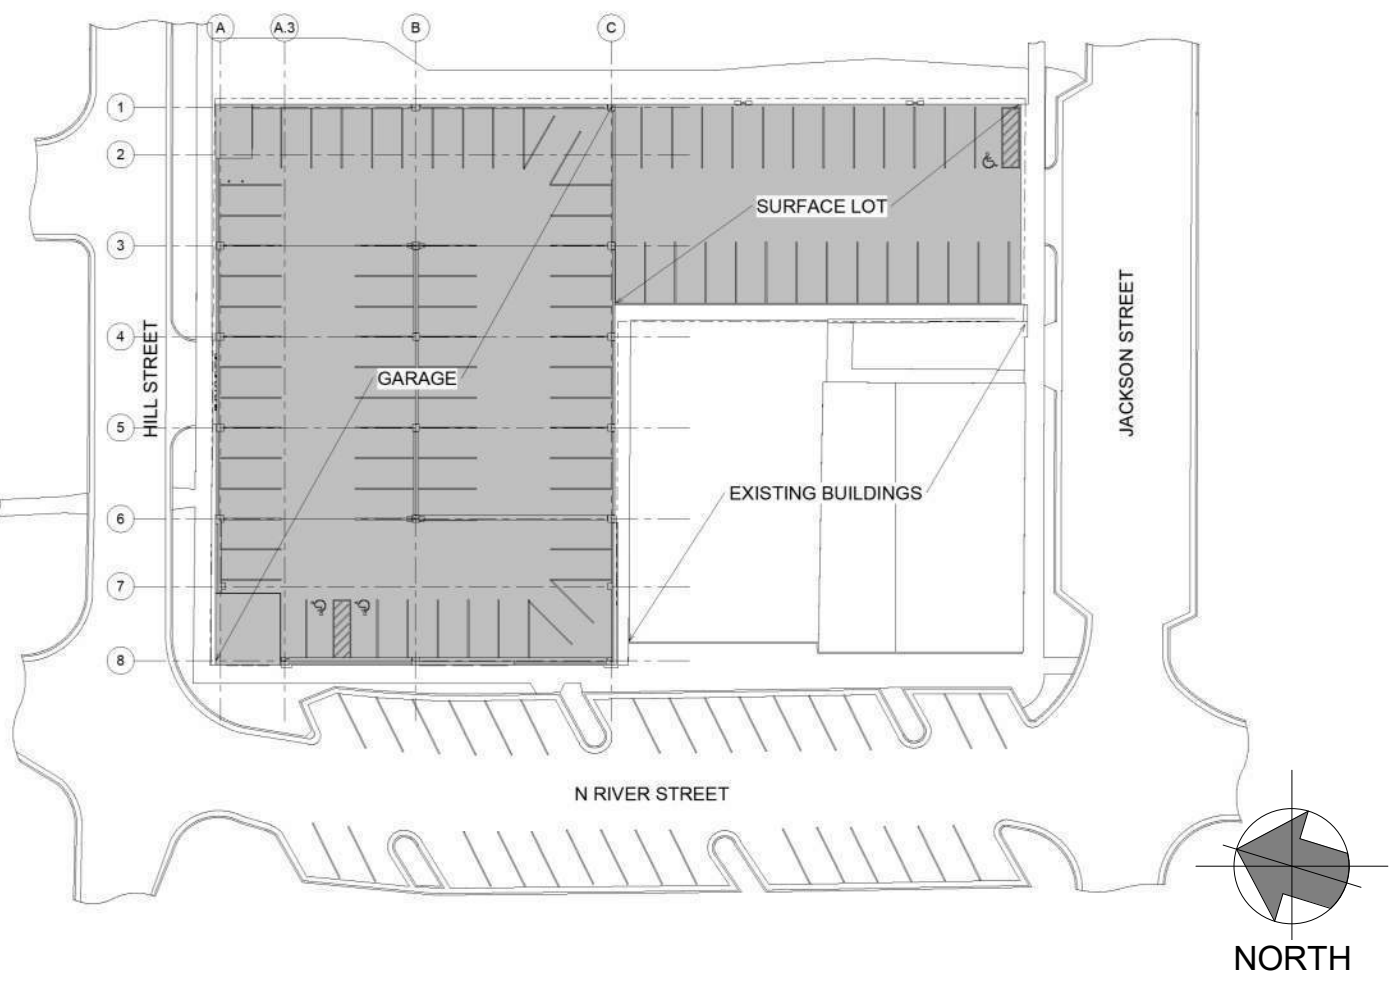 A
A.3
B
C
1
2
3
4
5
6
7
8
SURFACE LOT
GARAGE
EXISTING BUILDINGS
HILL STREET
JACKSON STREET
N RIVER STREET
NORTH